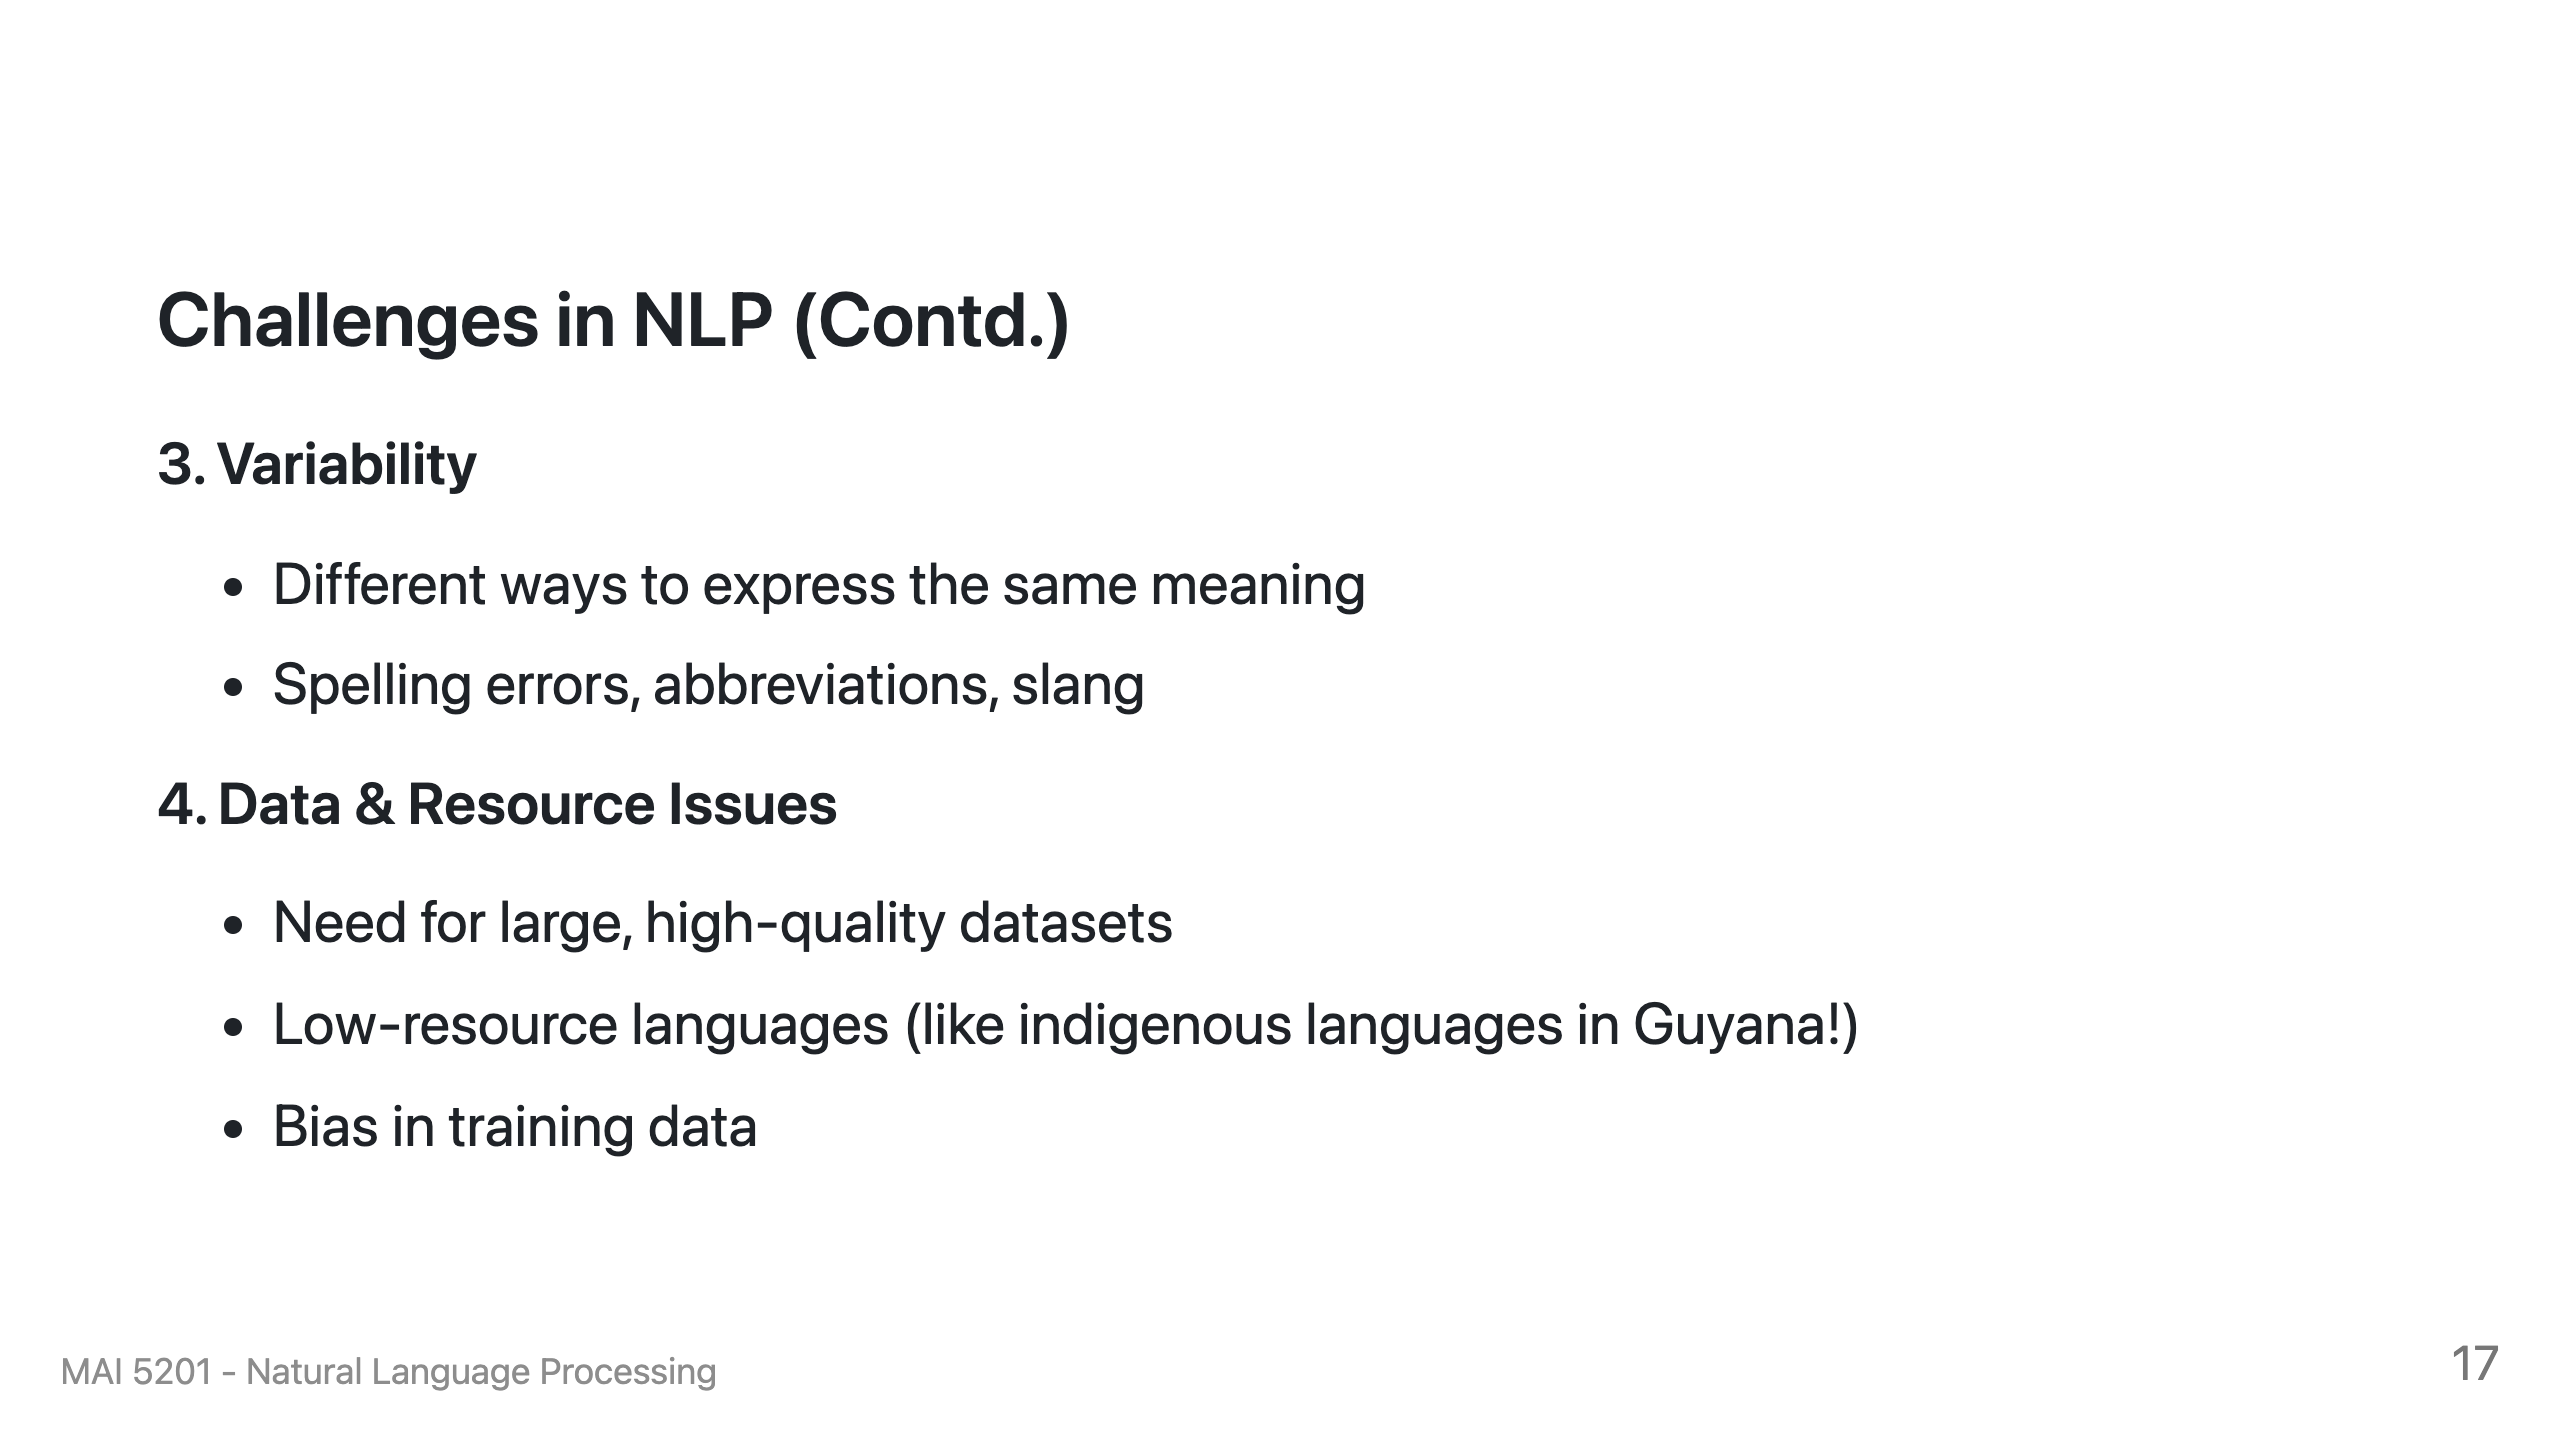 Challenges in NLP (Contd.)
3. Variability
• Different ways to express the same meaning
• Spelling errors, abbreviations, slang
4. Data & Resource Issues
• Need for large, high-quality datasets
• Low-resource languages (like indigenous languages in Guyana!)
• Bias in training data
MAI 5201 - Natural Language Processing
17